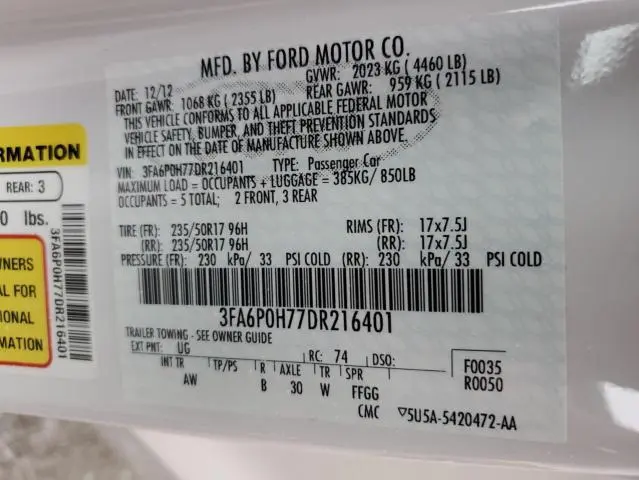 MFD. BY FORD MOTOR CO.
DATE: 12/12 GVWR: 2023 KG ( 4460 LB)
FRONT GAWR: 1068 KG ( 2355 LB) REAR GAWR: 959 KG ( 2115 LB)
THIS VEHICLE CONFORMS TO ALL APPLICABLE FEDERAL MOTOR
VEHICLE SAFETY, BUMPER, AND THEFT PREVENTION STANDARDS
IN EFFECT ON THE DATE OF MANUFACTURE SHOWN ABOVE.
VIN: 3FA6P0H77DR216401 TYPE: Passenger Car
MAXIMUM LOAD = OCCUPANTS + LUGGAGE = 385KG/ 850LB
OCCUPANTS = 5 TOTAL; 2 FRONT, 3 REAR
TIRE (FR): 235/50R17 96H RIMS (FR): 17x7.5J
(RR): 235/50R17 96H (RR): 17x7.5J
PRESSURE (FR): 230 kPa/ 33 PSI COLD (RR): 230 kPa/ 33 PSI COLD
3FA6P0H77DR216401
TRAILER TOWING - SEE OWNER GUIDE
EXT PNT: UG RC: 74 DSO: F0035
R0050
INT TR TP/PS R AXLE TR SPR
AW B 30 W FFGG
CMC 5U5A-5420472-AA
RMATION
REAR: 3
0 lbs.
3FA6P0H77DR216401
NERS
AL FOR
IONAL
MATION